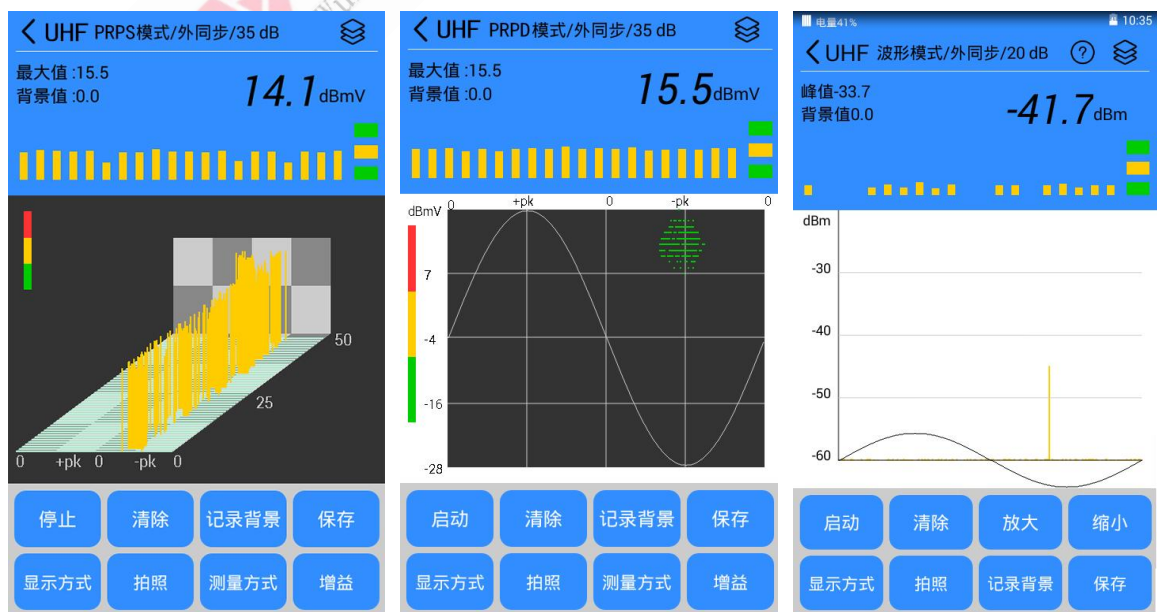 UHF PRPS模式/外同步/35 dB
最大值 :15.5
背景值 :0.0
14.1dBmV
50
25
0 +pk 0 -pk 0
停止 清除 记录背景 保存
显示方式 拍照 测量方式 增益
UHF PRPD模式/外同步/35 dB
最大值 :15.5
背景值 :0.0
15.5dBmV
0 +pk 0 -pk 0
dBmV
7
-4
-16
-28
启动 清除 记录背景 保存
显示方式 拍照 测量方式 增益
电量41% 10:35
UHF 波形模式/外同步/20 dB ?
峰值-33.7
背景值0.0
-41.7dBm
dBm
-30
-40
-50
-60
启动 清除 放大 缩小
显示方式 拍照 记录背景 保存